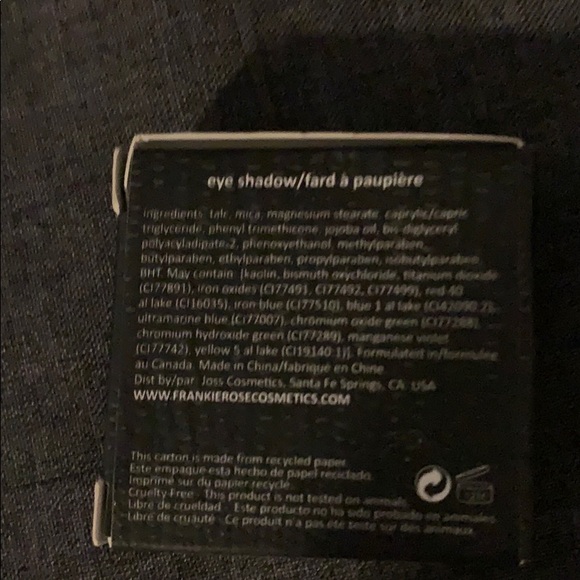 eye shadow/fard à paupière
ingredients: talc, mica, magnesium stearate, caprylic/capric
triglyceride, phenyl trimethicone, jojoba oil, bis-diglyceryl
polyacyladipate-2, phenoxyethanol, methylparaben,
butylparaben, ethylparaben, propylparaben, isobutylparaben,
BHT. May contain: [kaolin, bismuth oxychloride, titanium dioxide
(CI77891), iron oxides (CI77491, CI77492, CI77499), red 40
al lake (CI16035), iron blue (CI77510), blue 1 al lake (CI42090:2),
ultramarine blue (CI77007), chromium oxide green (CI77288),
chromium hydroxide green (CI77289), manganese violet
(CI77742), yellow 5 al lake (CI19140:1)]. Formulated in/formulée
au Canada. Made in China/fabriqué en Chine
Dist by/par: Joss Cosmetics, Santa Fe Springs, CA USA
WWW.FRANKIEROSECOSMETICS.COM
This carton is made from recycled paper.
Este empaque esta hecho de papel reciclado.
Imprimé sur du papier recyclé.
Cruelty Free - This product is not tested on animals.
Libre de crueldad - Este producto no ha sido probado en animales.
Libre de cruauté - Ce produit n'a pas été testé sur des animaux.